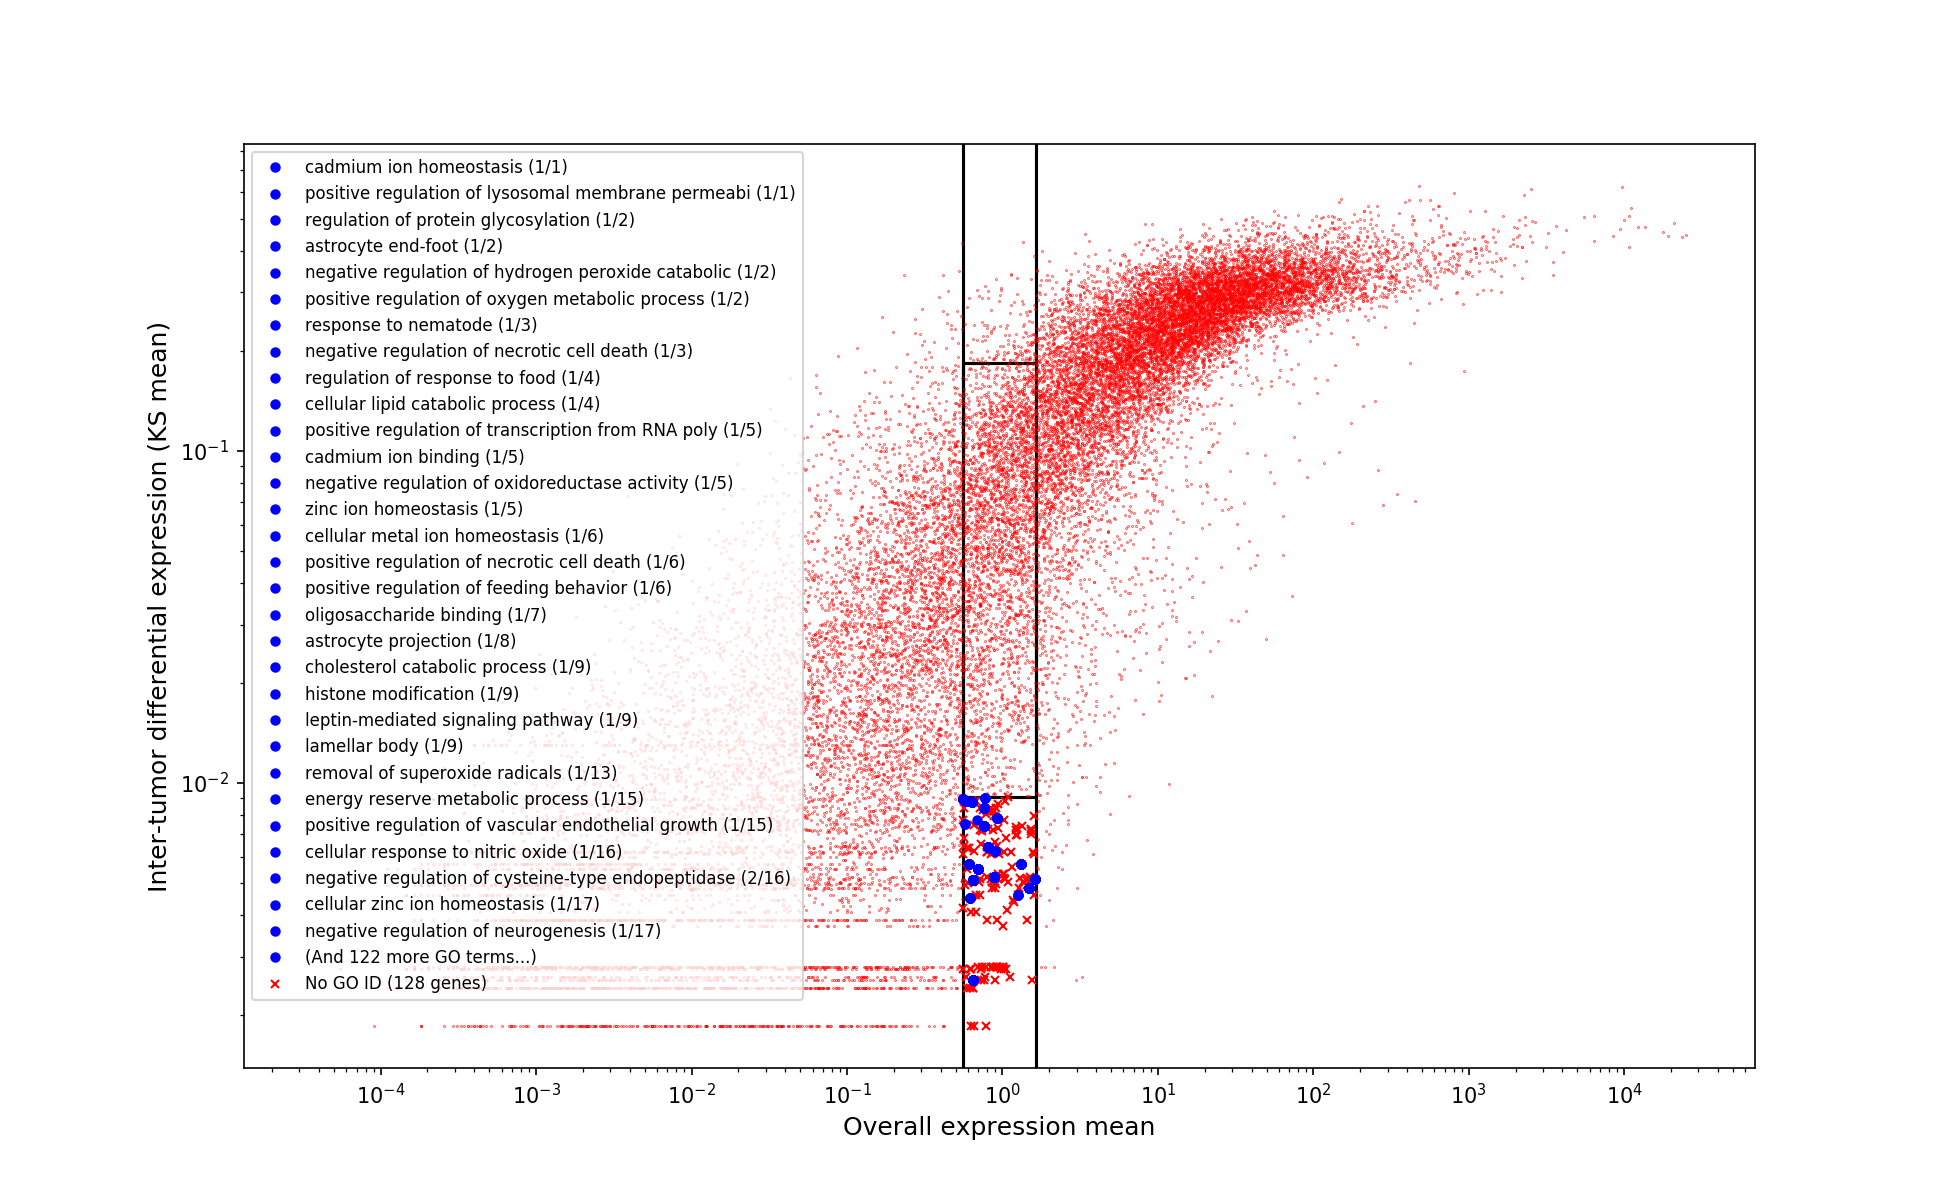 cadmium ion homeostasis (1/1)
positive regulation of lysosomal membrane permeabi (1/1)
regulation of protein glycosylation (1/2)
astrocyte end-foot (1/2)
negative regulation of hydrogen peroxide catabolic (1/2)
positive regulation of oxygen metabolic process (1/2)
response to nematode (1/3)
negative regulation of necrotic cell death (1/3)
regulation of response to food (1/4)
cellular lipid catabolic process (1/4)
positive regulation of transcription from RNA poly (1/5)
cadmium ion binding (1/5)
negative regulation of oxidoreductase activity (1/5)
zinc ion homeostasis (1/5)
cellular metal ion homeostasis (1/6)
positive regulation of necrotic cell death (1/6)
positive regulation of feeding behavior (1/6)
oligosaccharide binding (1/7)
astrocyte projection (1/8)
cholesterol catabolic process (1/9)
histone modification (1/9)
leptin-mediated signaling pathway (1/9)
lamellar body (1/9)
removal of superoxide radicals (1/13)
energy reserve metabolic process (1/15)
positive regulation of vascular endothelial growth (1/15)
cellular response to nitric oxide (1/16)
negative regulation of cysteine-type endopeptidase (2/16)
cellular zinc ion homeostasis (1/17)
negative regulation of neurogenesis (1/17)
(And 122 more GO terms...)
No GO ID (128 genes)
Inter-tumor differential expression (KS mean)
10⁻¹
10⁻²
10⁻⁴ 10⁻³ 10⁻² 10⁻¹ 10⁰ 10¹ 10² 10³ 10⁴
Overall expression mean